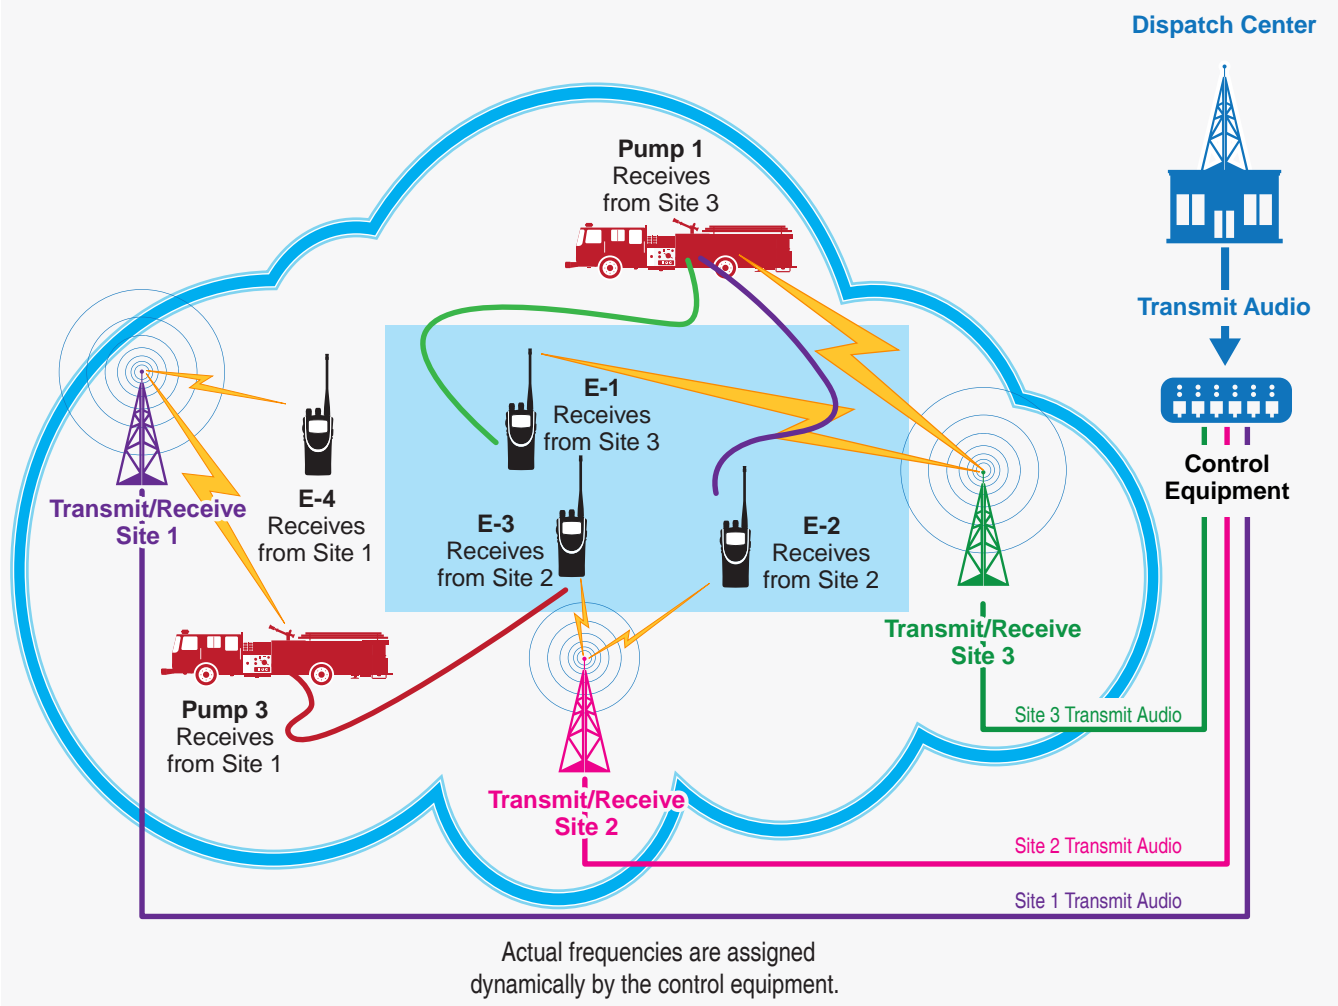 Dispatch Center
Pump 1
Receives
from Site 3
Transmit Audio
E-1
Receives
from Site 3
Control
Equipment
E-4
Receives
from Site 1
Transmit/Receive
Site 1
E-3
Receives
from Site 2
E-2
Receives
from Site 2
Transmit/Receive
Site 3
Pump 3
Receives
from Site 1
Site 3 Transmit Audio
Transmit/Receive
Site 2
Site 2 Transmit Audio
Site 1 Transmit Audio
Actual frequencies are assigned
dynamically by the control equipment.